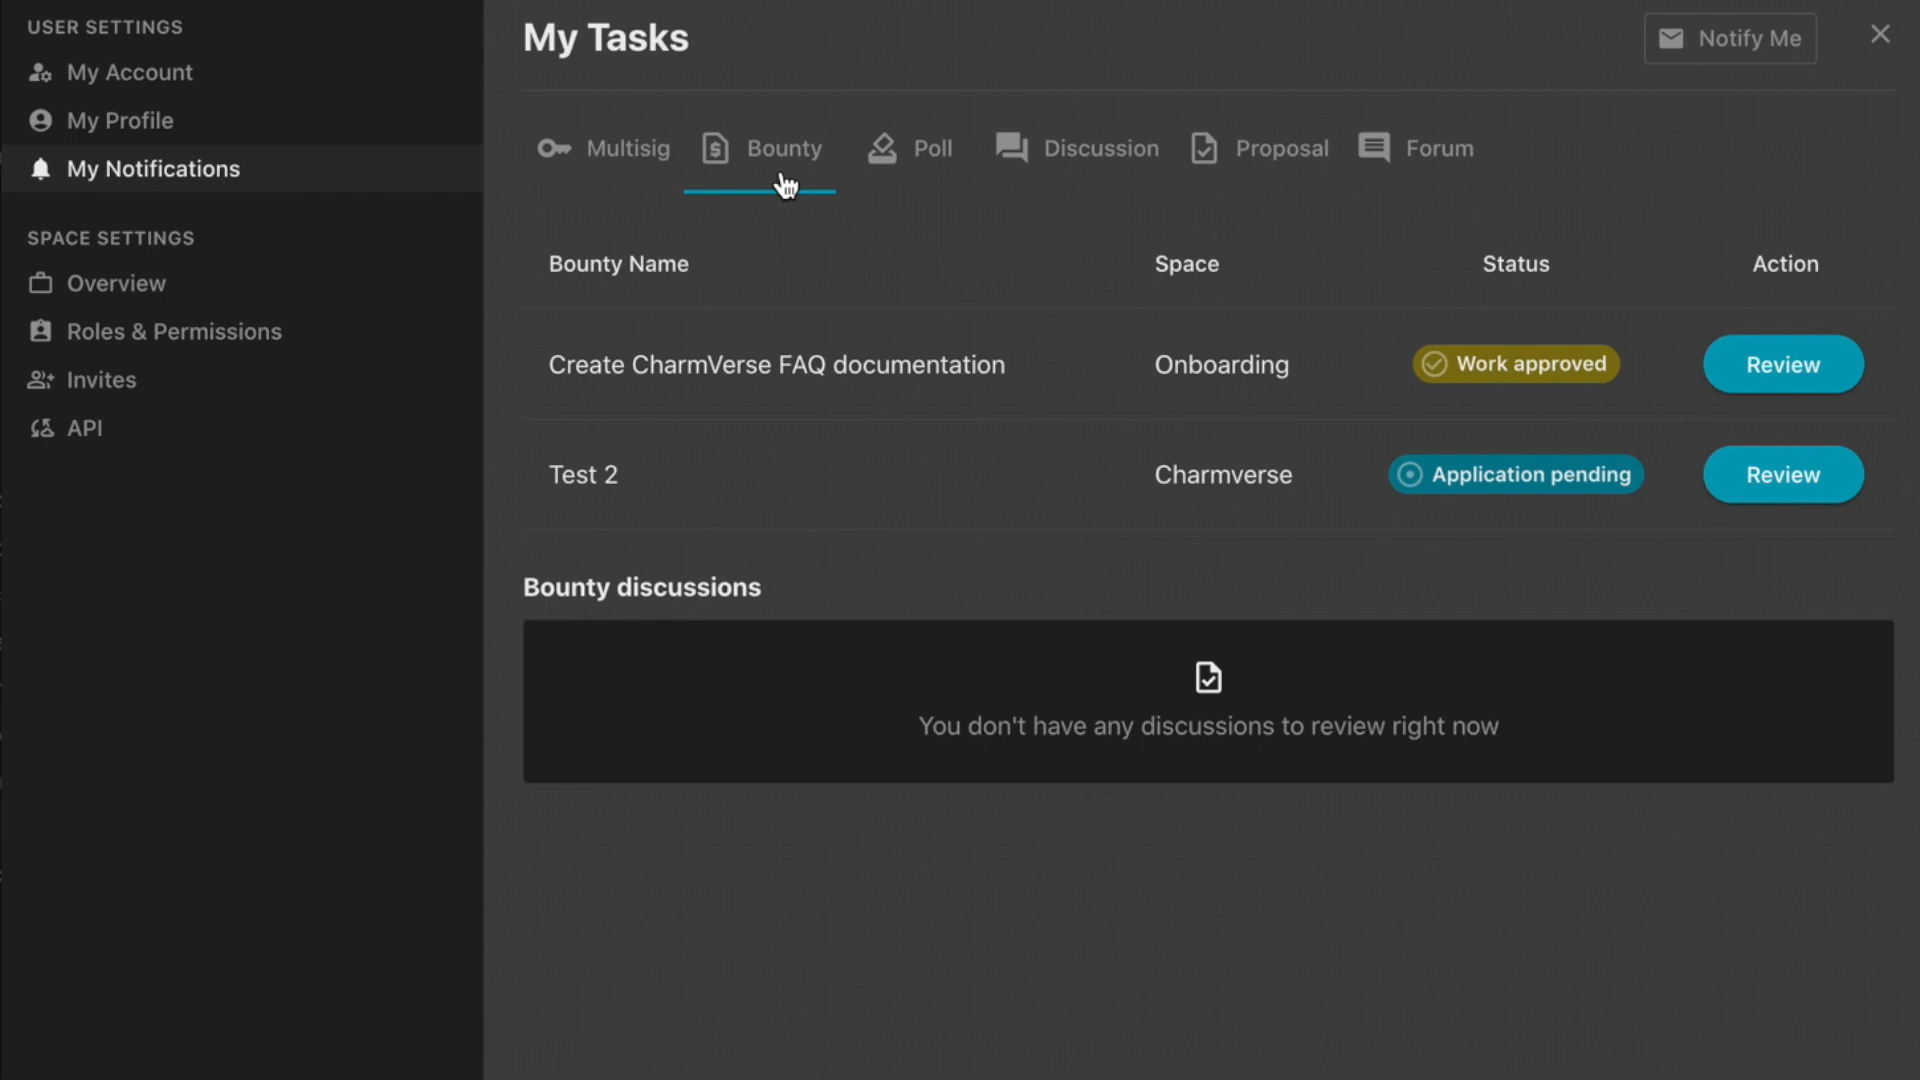 USER SETTINGS
My Account
My Profile
My Notifications
SPACE SETTINGS
Overview
Roles & Permissions
Invites
API
My Tasks
Notify Me
Multisig
Bounty
Poll
Discussion
Proposal
Forum
Bounty Name Space Status Action
Create CharmVerse FAQ documentation Onboarding Work approved Review
Test 2 Charmverse Application pending Review
Bounty discussions
You don't have any discussions to review right now